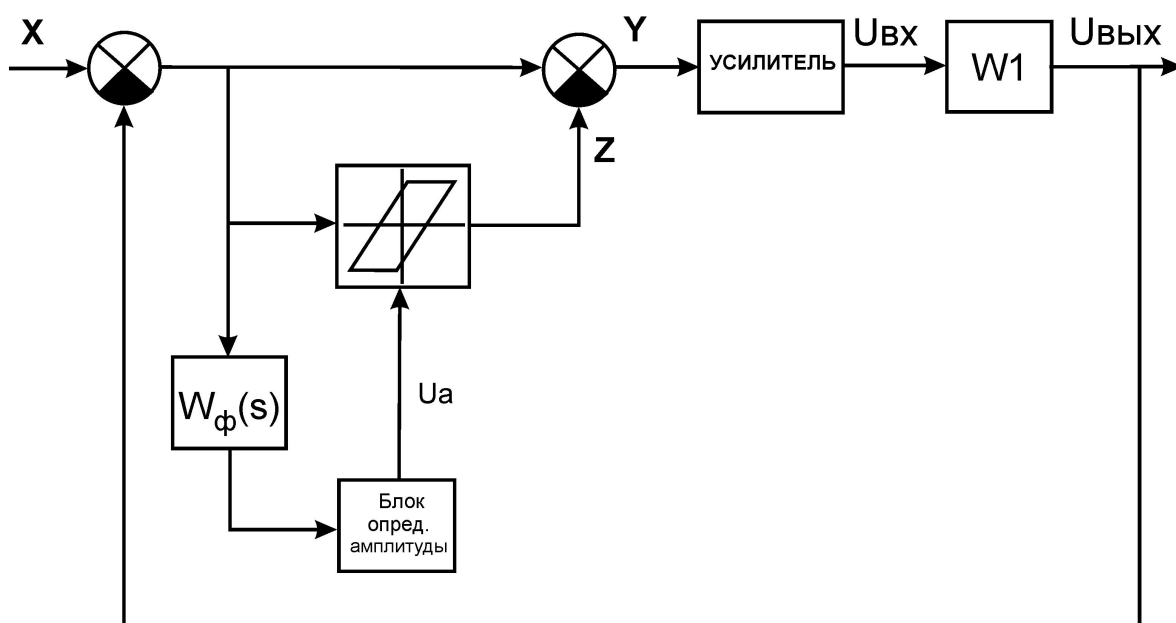 X
Y
УСИЛИТЕЛЬ
Uвх
W1
Uвых
Z
Wф(s)
Ua
Блок
опред.
амплитуды